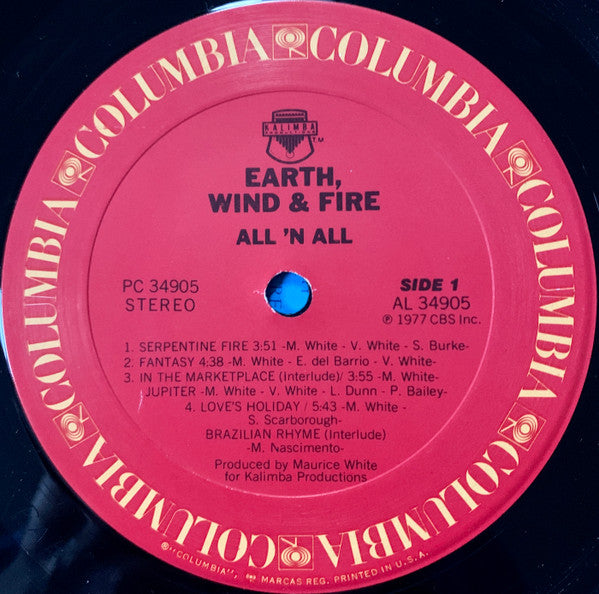 COLUMBIA COLUMBIA COLUMBIA COLUMBIA COLUMBIA COLUMBIA
KALIMBA
TM
EARTH,
WIND & FIRE
ALL 'N ALL
PC 34905
STEREO
SIDE 1
AL 34905
℗ 1977 CBS Inc.
1. SERPENTINE FIRE 3:51 -M. White - V. White - S. Burke-
2. FANTASY 4:38 -M. White - E. del Barrio - V. White-
3. IN THE MARKETPLACE (Interlude)/ 3:55 -M. White-
JUPITER -M. White - V. White - L. Dunn - P. Bailey-
4. LOVE'S HOLIDAY / 5:43 -M. White -
S. Scarborough-
BRAZILIAN RHYME (Interlude)
-M. Nascimento-
Produced by Maurice White
for Kalimba Productions
®"COLUMBIA", MARCAS REG. PRINTED IN U.S.A.